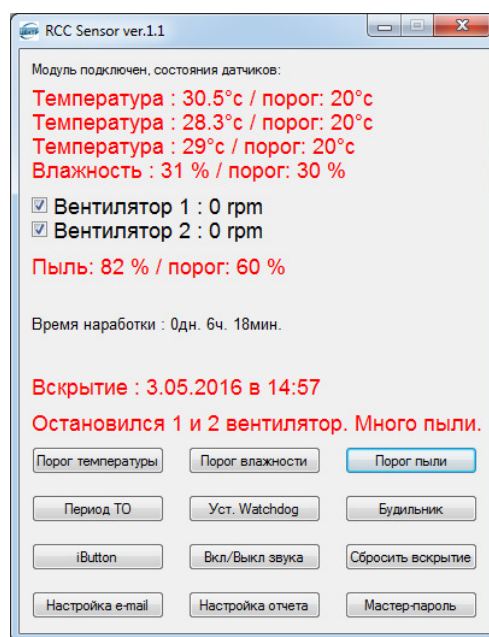 RCC Sensor ver.1.1
Модуль подключен, состояния датчиков:
Температура : 30.5°с / порог: 20°с
Температура : 28.3°с / порог: 20°с
Температура : 29°с / порог: 20°с
Влажность : 31 % / порог: 30 %
Вентилятор 1 : 0 rpm
Вентилятор 2 : 0 rpm
Пыль: 82 % / порог: 60 %
Время наработки : 0дн. 6ч. 18мин.
Вскрытие : 3.05.2016 в 14:57
Остановился 1 и 2 вентилятор. Много пыли.
Порог температуры Порог влажности Порог пыли
Период ТО Уст. Watchdog Будильник
iButton Вкл/Выкл звука Сбросить вскрытие
Настройка e-mail Настройка отчета Мастер-пароль